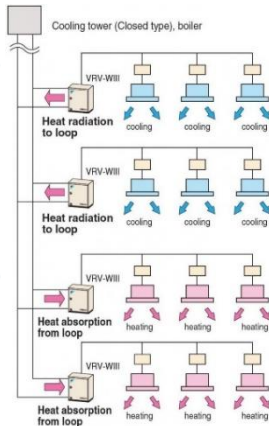 Cooling tower (Closed type), boiler
VRV-WIII
Heat radiation
to loop
cooling
cooling
cooling
VRV-WIII
Heat radiation
to loop
cooling
cooling
cooling
VRV-WIII
Heat absorption
from loop
heating
heating
heating
VRV-WIII
Heat absorption
from loop
heating
heating
heating